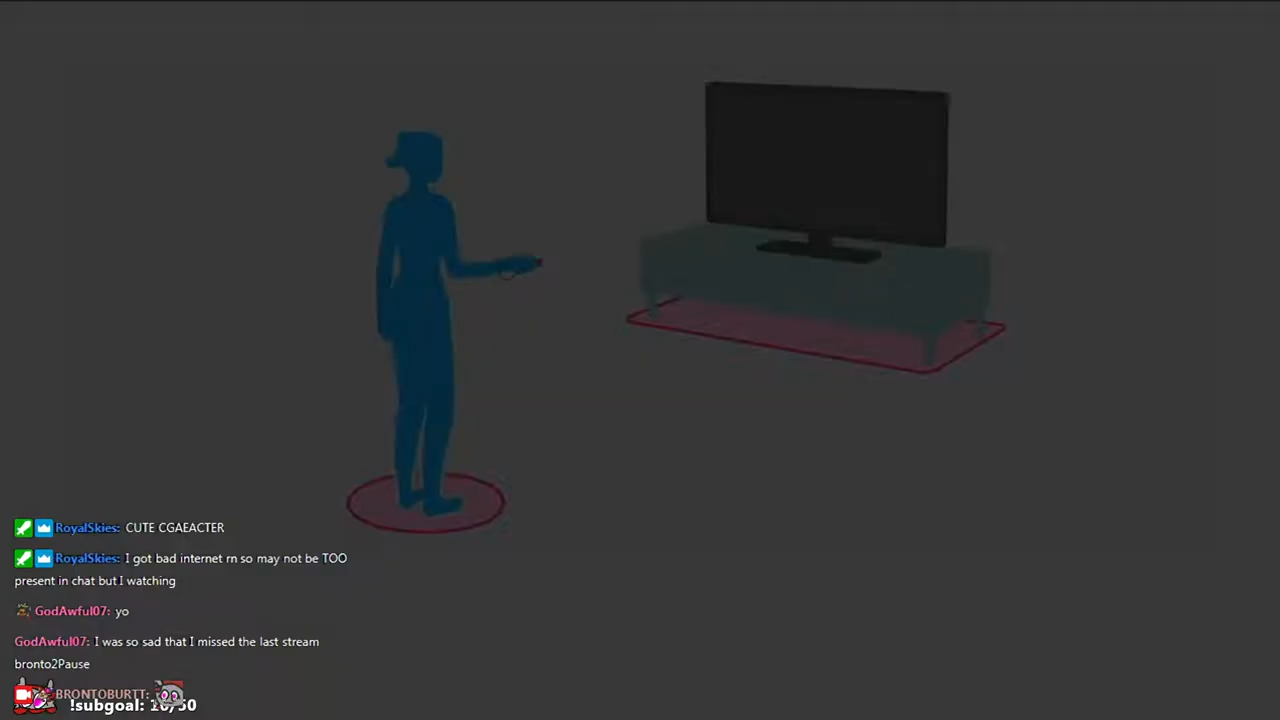 RoyalSkies: CUTE CGAEACTER
RoyalSkies: I got bad internet rn so may not be TOO
present in chat but I watching
GodAwful07: yo
GodAwful07: I was so sad that I missed the last stream
bronto2Pause
BRONTOBURTT:
!subgoal: /50